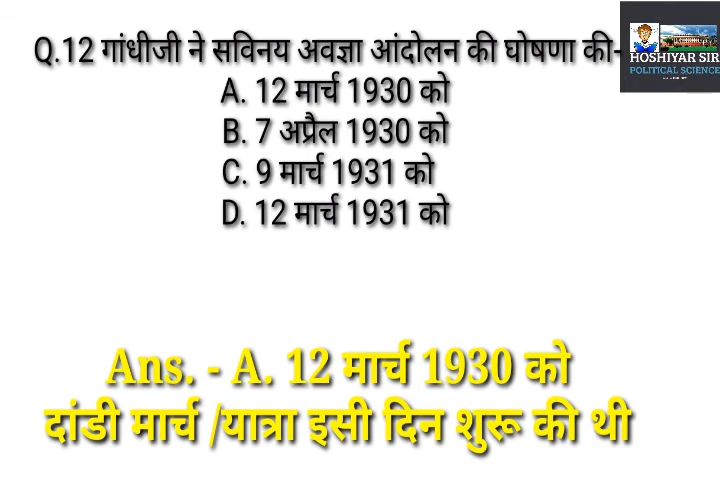 Q.12 गांधीजी ने सविनय अवज्ञा आंदोलन की घोषणा की-
HOSHIYAR SIR
POLITICAL SCIENCE
A. 12 मार्च 1930 को
B. 7 अप्रैल 1930 को
C. 9 मार्च 1931 को
D. 12 मार्च 1931 को
Ans. - A. 12 मार्च 1930 को
दांडी मार्च /यात्रा इसी दिन शुरू की थी